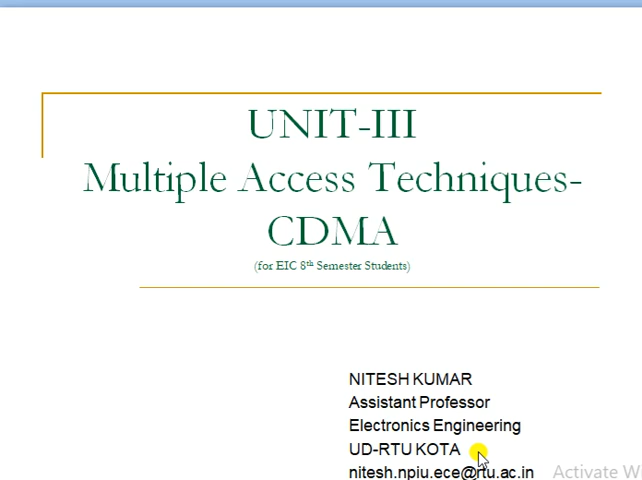 UNIT-III
Multiple Access Techniques-
CDMA
(for EIC 8th Semester Students)
NITESH KUMAR
Assistant Professor
Electronics Engineering
UD-RTU KOTA
nitesh.npiu.ece@rtu.ac.in
Activate W